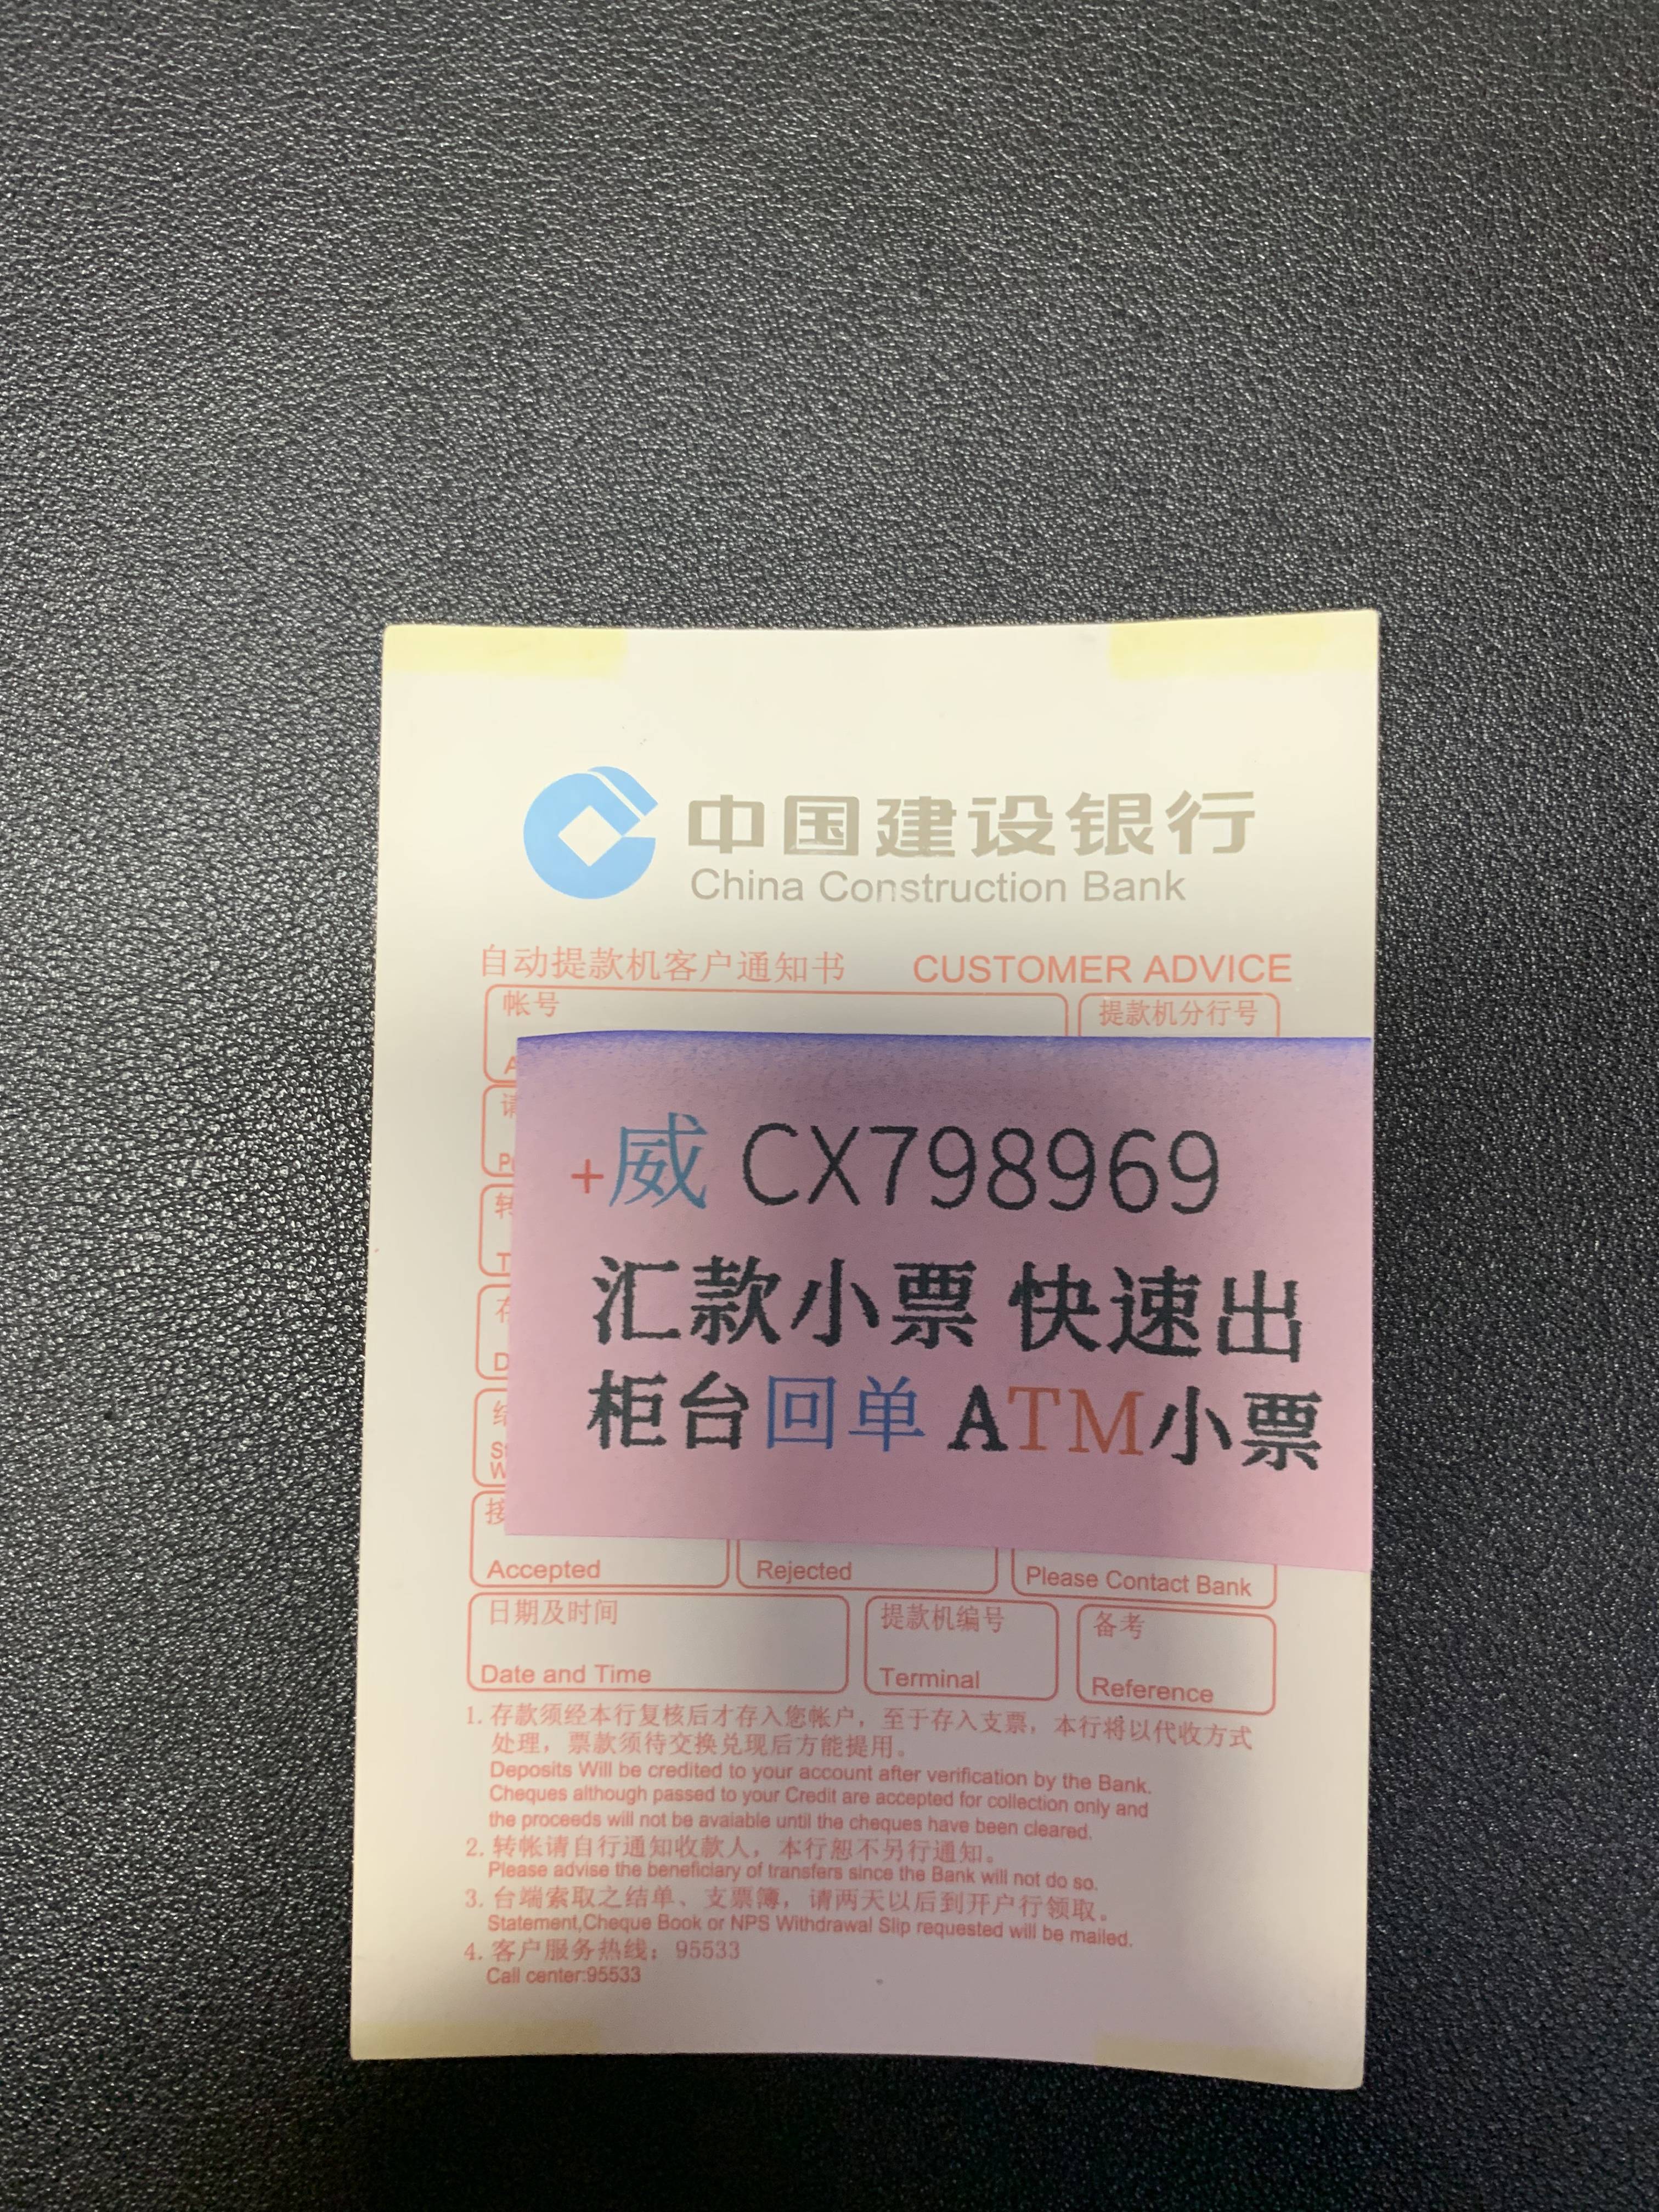 中国建设银行
China Construction Bank
自动提款机客户通知书 CUSTOMER ADVICE
帐号 提款机分行号
+威 CX798969
汇款小票 快速出
柜台回单 ATM小票
Accepted Rejected Please Contact Bank
日期及时间 提款机编号 备考
Date and Time Terminal Reference
1. 存款须经本行复核后才存入您帐户，至于存入支票，本行将以代收方式
处理，票款须待交换兑现后方能提用。
Deposits Will be credited to your account after verification by the Bank.
Cheques although passed to your Credit are accepted for collection only and
the proceeds will not be avaiable until the cheques have been cleared.
2. 转帐请自行通知收款人，本行恕不另行通知。
Please advise the beneficiary of transfers since the Bank will not do so.
3. 台端索取之结单、支票簿，请两天以后到开户行领取。
Statement,Cheque Book or NPS Withdrawal Slip requested will be mailed.
4. 客户服务热线：95533
Call center:95533